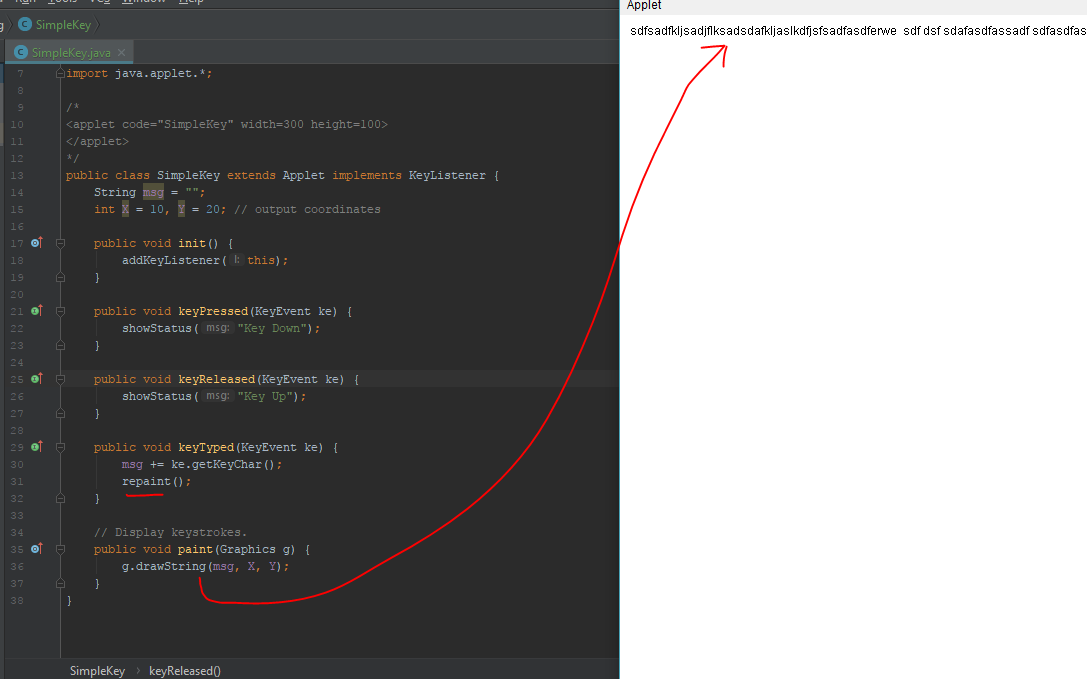 Run Tools VCS Window Help
SimpleKey
SimpleKey.java
7 import java.applet.*;
8
9 /*
10 <applet code="SimpleKey" width=300 height=100>
11 </applet>
12 */
13 public class SimpleKey extends Applet implements KeyListener {
14 String msg = "";
15 int X = 10, Y = 20; // output coordinates
16
17 public void init() {
18 addKeyListener( l: this);
19 }
20
21 public void keyPressed(KeyEvent ke) {
22 showStatus( msg: "Key Down");
23 }
24
25 public void keyReleased(KeyEvent ke) {
26 showStatus( msg: "Key Up");
27 }
28
29 public void keyTyped(KeyEvent ke) {
30 msg += ke.getKeyChar();
31 repaint();
32 }
33
34 // Display keystrokes.
35 public void paint(Graphics g) {
36 g.drawString(msg, X, Y);
37 }
38 }
SimpleKey › keyReleased()
Applet
sdfsadfkljsadjflksadsdafkljaslkdfjsfsadfasdferwe sdf dsf sdafasdfassadf sdfasdfas